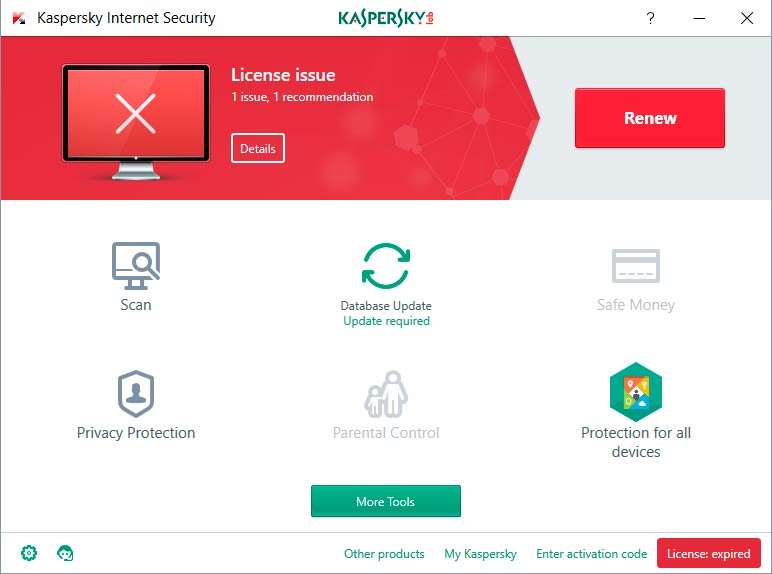 Kaspersky Internet Security
KASPERSKY lab
?
License issue
1 issue, 1 recommendation
Details
Renew
Scan
Database Update
Update required
Safe Money
Privacy Protection
Parental Control
Protection for all
devices
More Tools
Other products
My Kaspersky
Enter activation code
License: expired